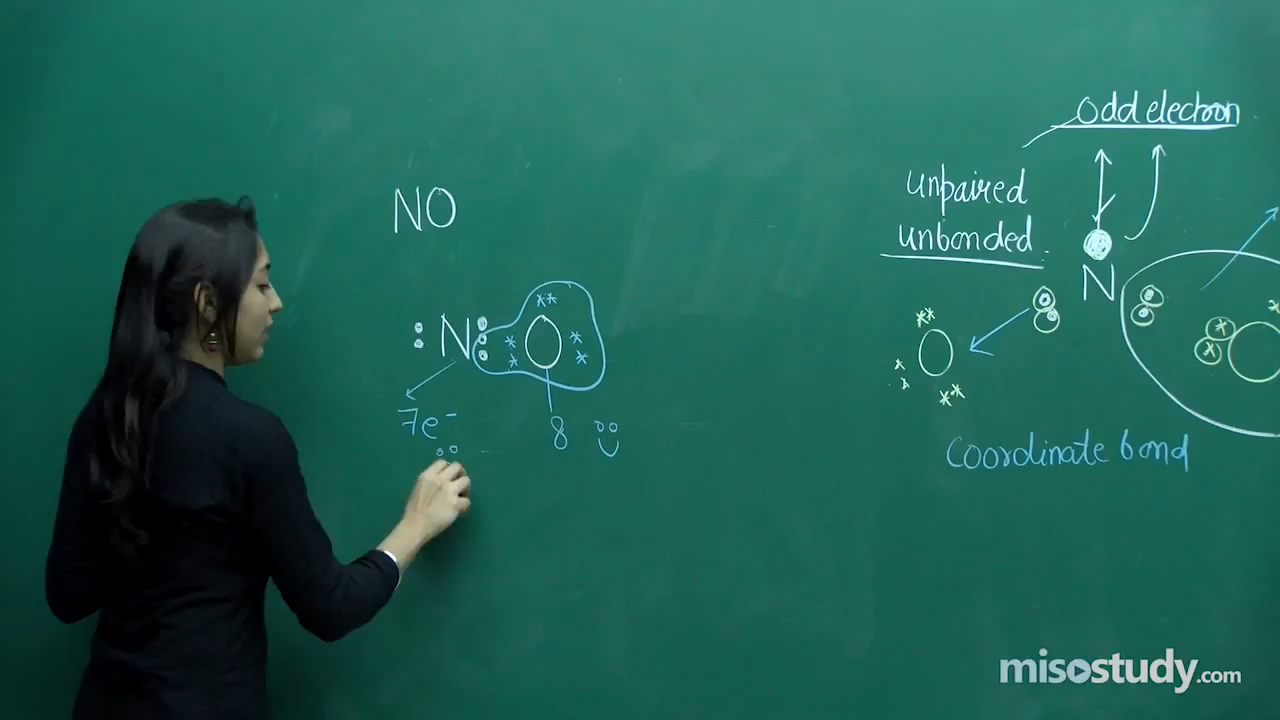 NO
N O
7e⁻
8
odd electron
unpaired
unbonded
N
coordinate bond
misostudy.com